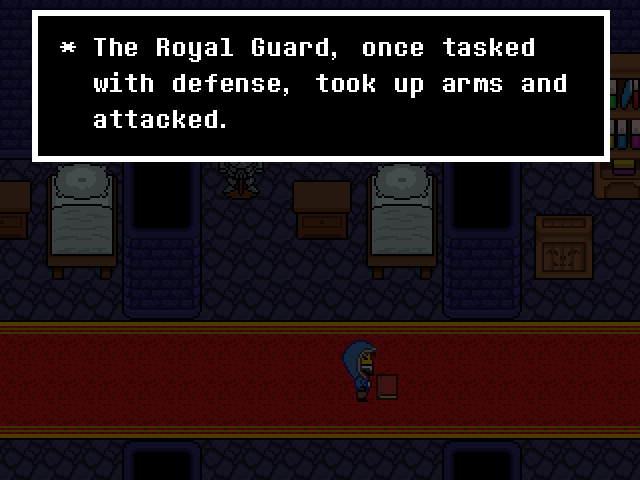 * The Royal Guard, once tasked
with defense, took up arms and
attacked.